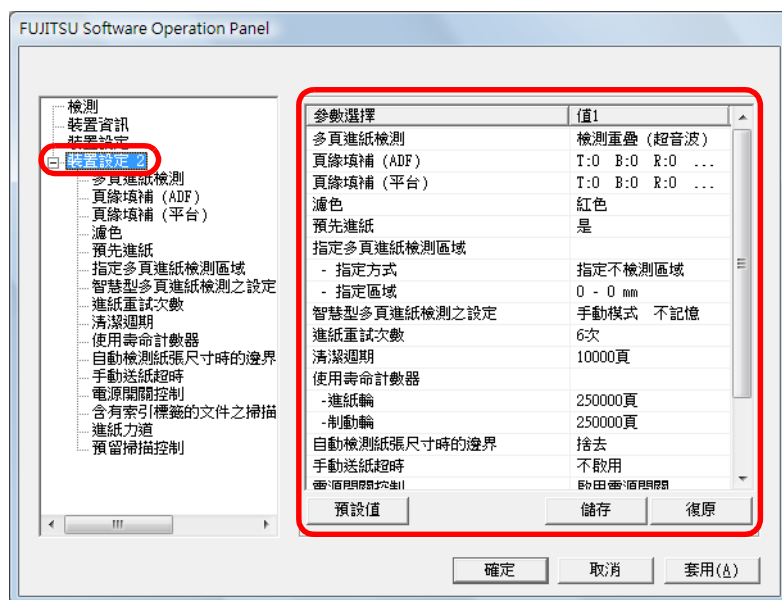 FUJITSU Software Operation Panel
檢測
裝置資訊
裝置設定
裝置設定 2
多頁進紙檢測
頁緣填補 (ADF)
頁緣填補 (平台)
濾色
預先進紙
指定多頁進紙檢測區域
智慧型多頁進紙檢測之設定
進紙重試次數
清潔週期
使用壽命計數器
自動檢測紙張尺寸時的邊界
手動送紙超時
電源開關控制
含有索引標籤的文件之掃描
進紙力道
預留掃描控制
參數選擇 值1
多頁進紙檢測 檢測重疊 (超音波)
頁緣填補 (ADF) T:0 B:0 R:0 ...
頁緣填補 (平台) T:0 B:0 R:0 ...
濾色 紅色
預先進紙 是
指定多頁進紙檢測區域
- 指定方式 指定不檢測區域
- 指定區域 0 - 0 mm
智慧型多頁進紙檢測之設定 手動模式 不記憶
進紙重試次數 6次
清潔週期 10000頁
使用壽命計數器
-進紙輪 250000頁
-制動輪 250000頁
自動檢測紙張尺寸時的邊界 捨去
手動送紙超時 不啟用
電源開關控制 啟用電源開關
預設值 儲存 復原
確定 取消 套用(A)